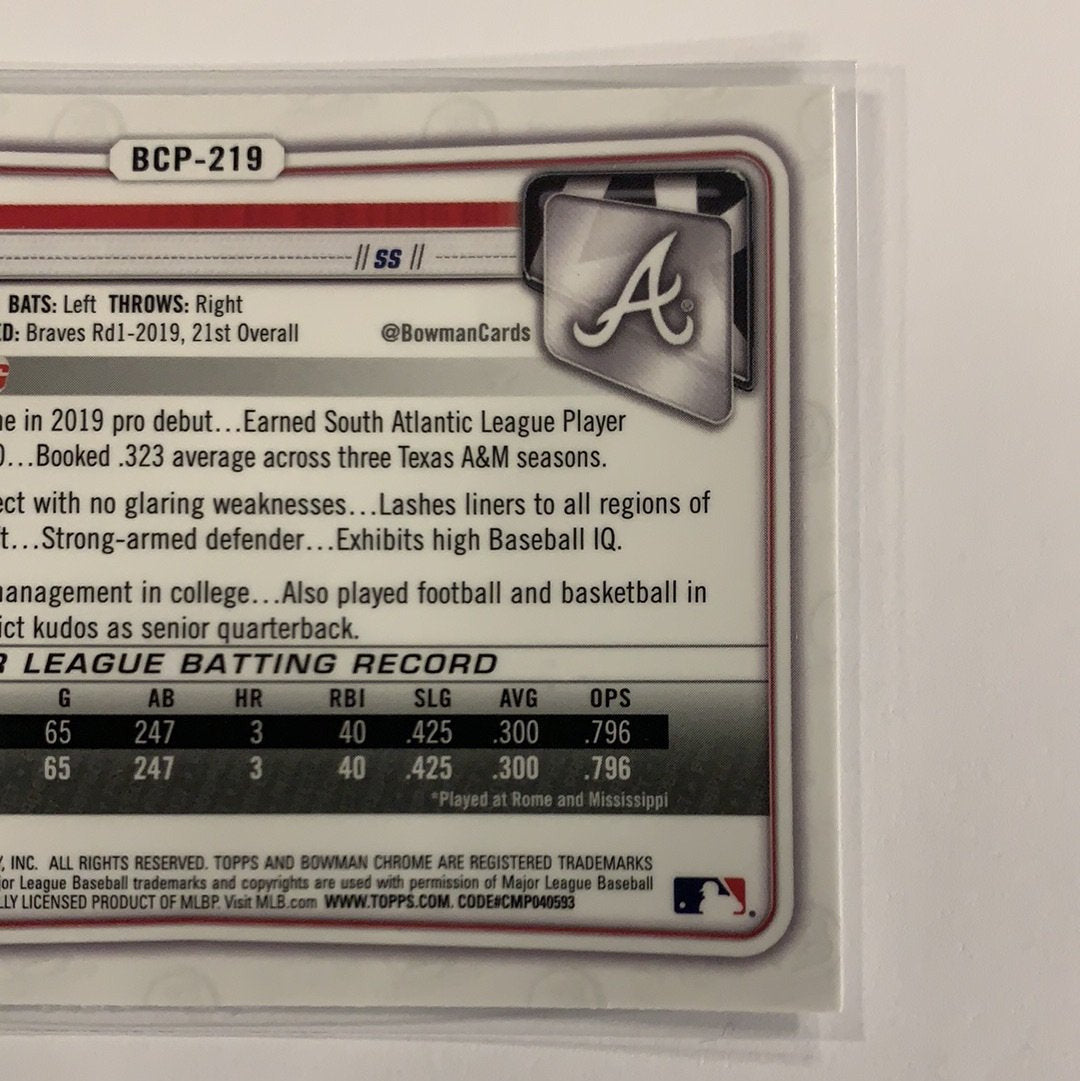 BCP-219
// SS //
BATS: Left THROWS: Right
ED: Braves Rd1-2019, 21st Overall @BowmanCards
A®
ne in 2019 pro debut...Earned South Atlantic League Player
...Booked .323 average across three Texas A&M seasons.
ect with no glaring weaknesses...Lashes liners to all regions of
t...Strong-armed defender...Exhibits high Baseball IQ.
anagement in college...Also played football and basketball in
ict kudos as senior quarterback.
R LEAGUE BATTING RECORD
G AB HR RBI SLG AVG OPS
65 247 3 40 .425 .300 .796
65 247 3 40 .425 .300 .796
*Played at Rome and Mississippi
, INC. ALL RIGHTS RESERVED. TOPPS AND BOWMAN CHROME ARE REGISTERED TRADEMARKS
or League Baseball trademarks and copyrights are used with permission of Major League Baseball
LLY LICENSED PRODUCT OF MLBP. Visit MLB.com WWW.TOPPS.COM. CODE#CMP040593